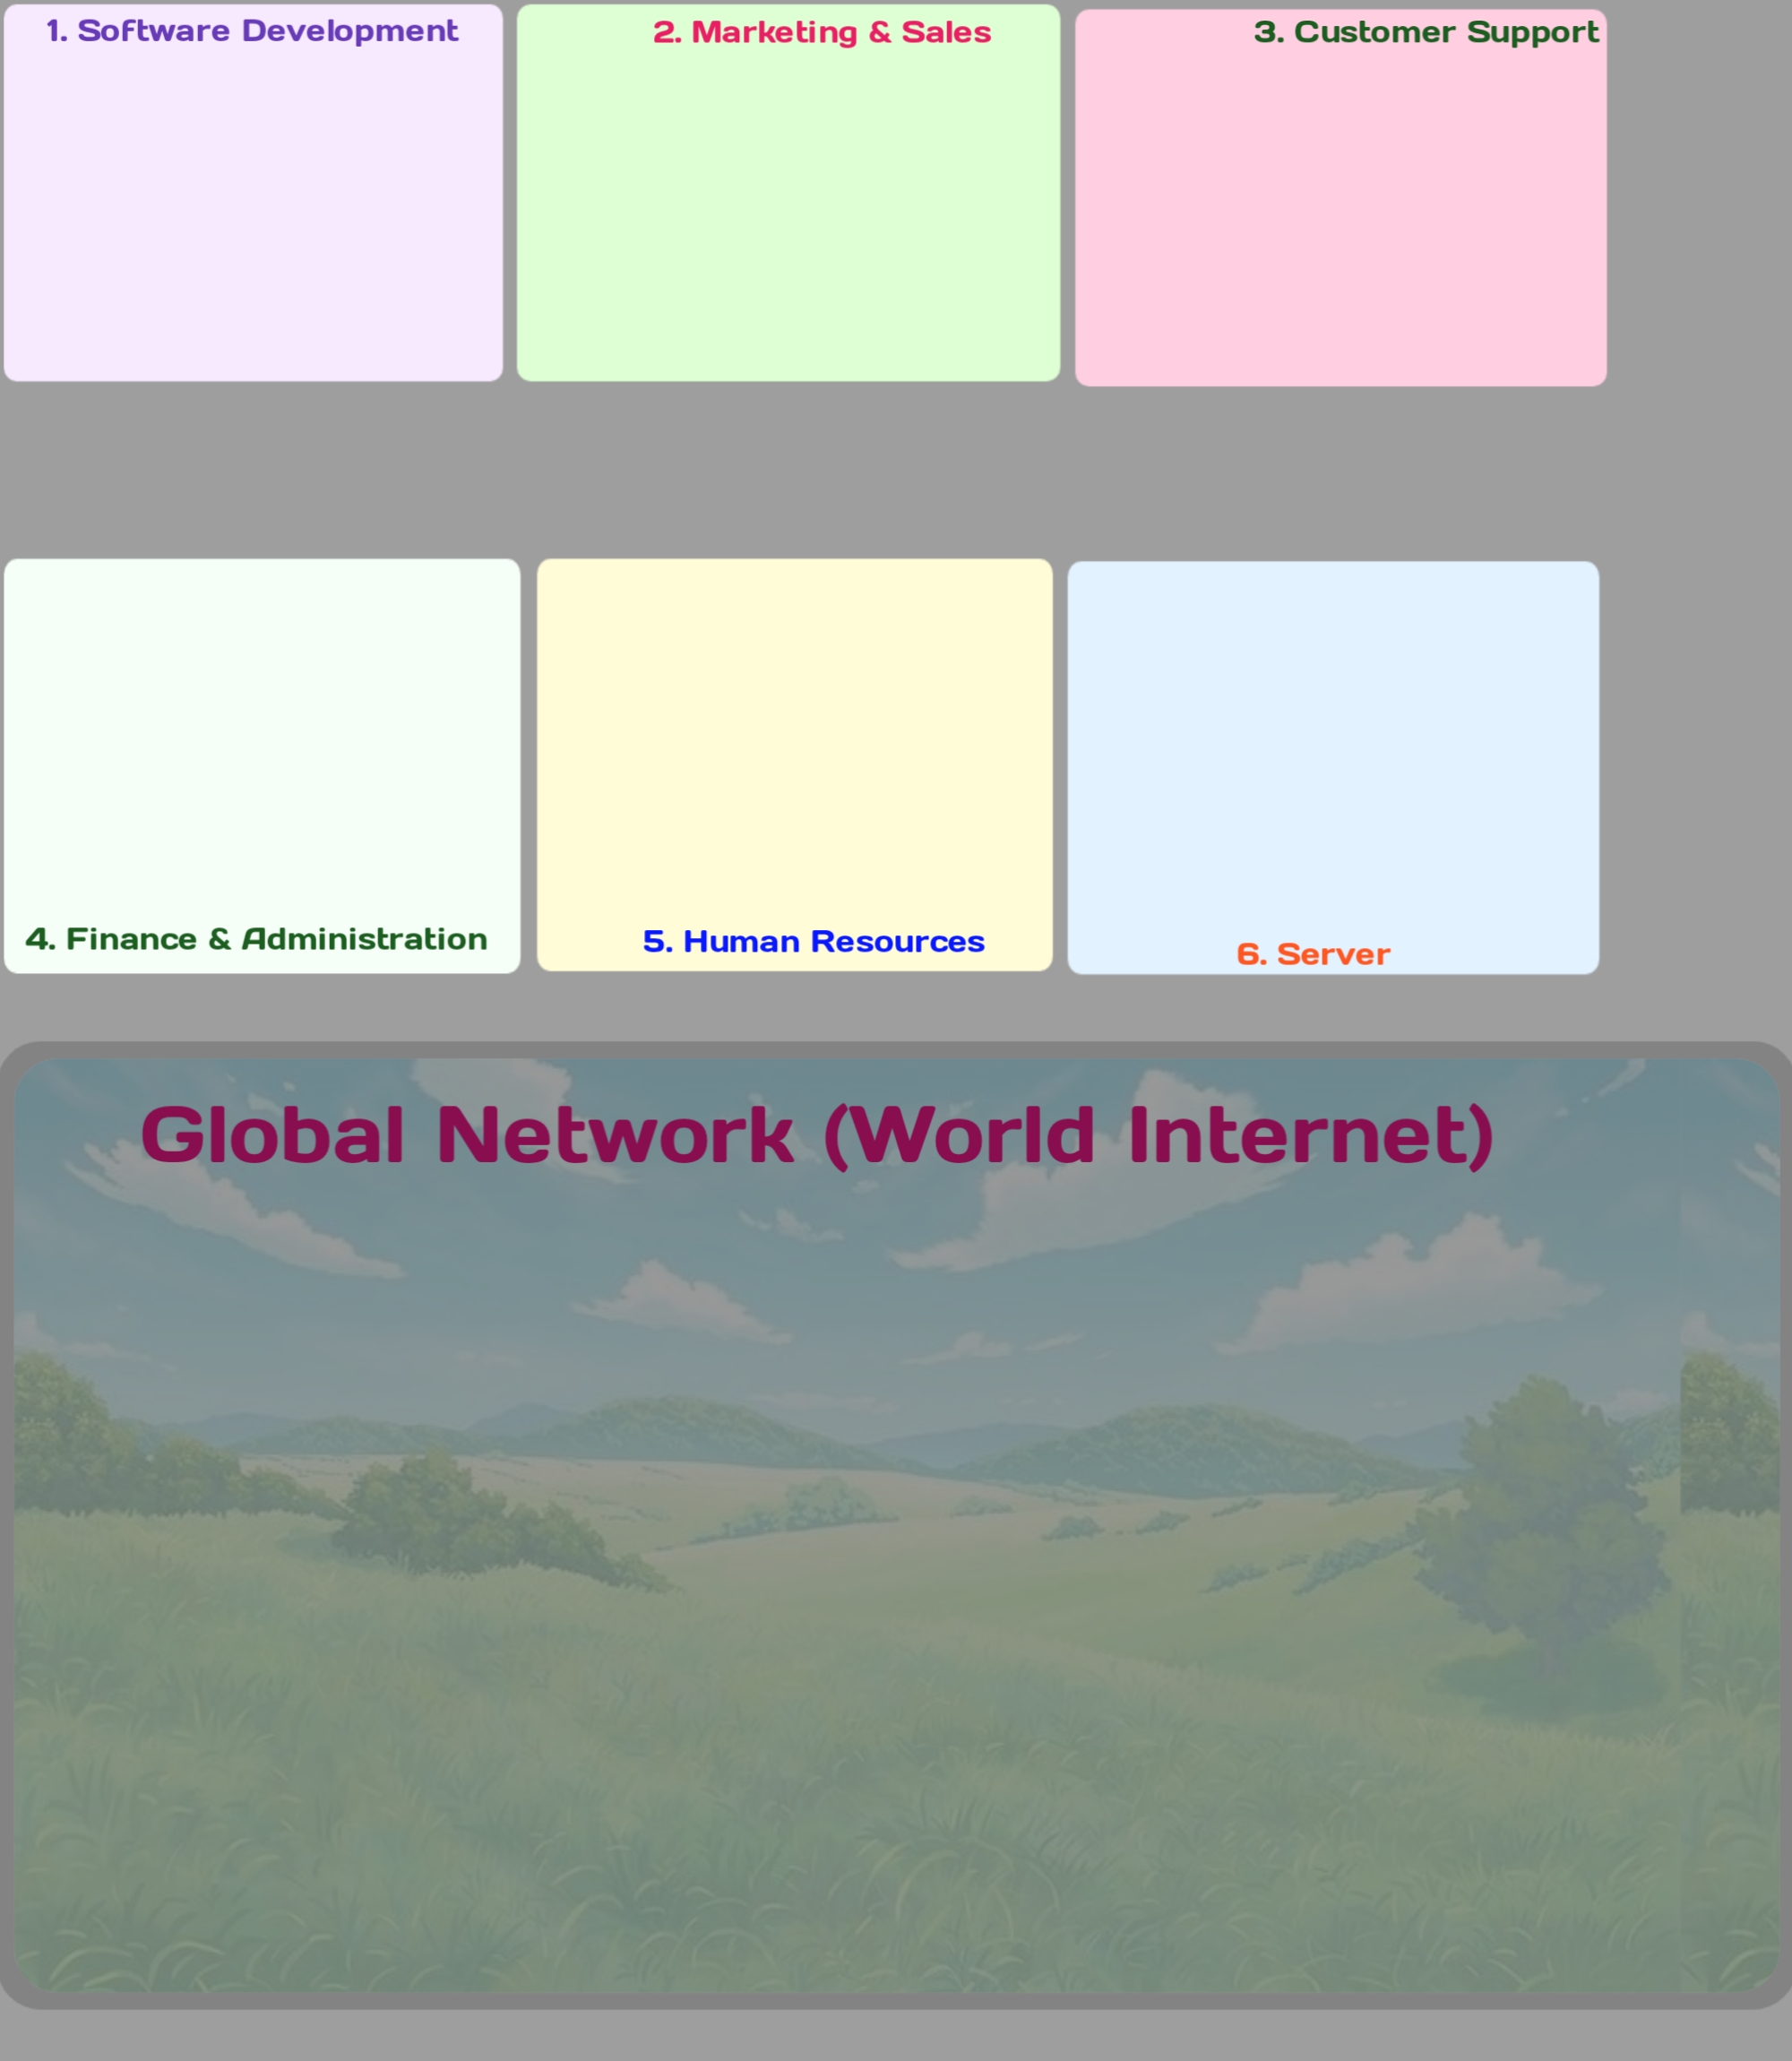 1. Software Development
2. Marketing & Sales
3. Customer Support
4. Finance & Administration
5. Human Resources
6. Server
Global Network (World Internet)